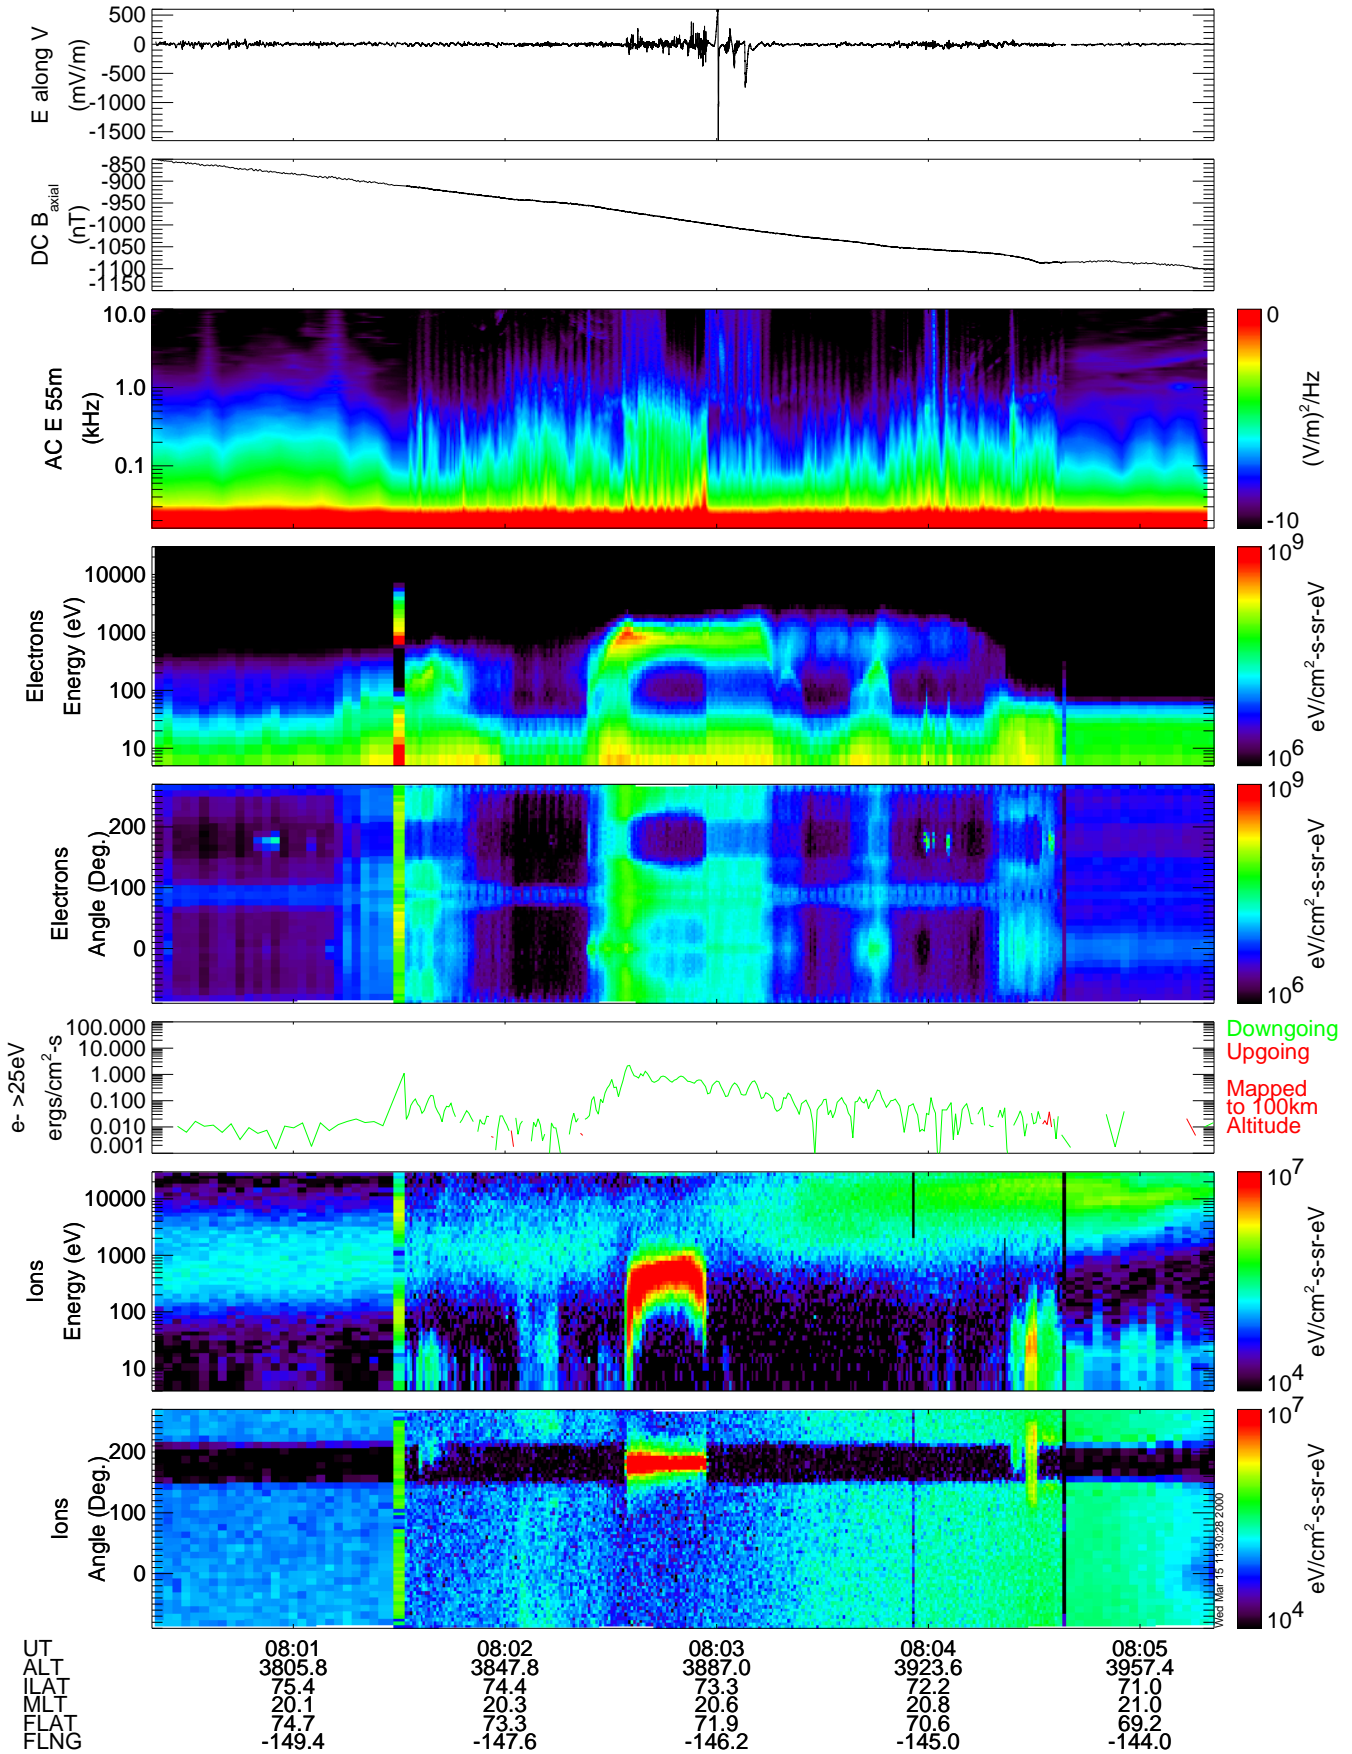 500
0
-500
-1000
-1500
E along V
(mV/m)
-850
-900
-950
-1000
-1050
-1100
-1150
DC B axial
(nT)
10.0
1.0
0.1
AC E 55m
(kHz)
0
-10
(V/m)²/Hz
10000
1000
100
10
Electrons
Energy (eV)
10⁹
10⁶
eV/cm²-s-sr-eV
200
100
0
Electrons
Angle (Deg.)
10⁹
10⁶
eV/cm²-s-sr-eV
100.000
10.000
1.000
0.100
0.010
0.001
e- >25eV
ergs/cm²-s
Downgoing
Upgoing
Mapped
to 100km
Altitude
10000
1000
100
10
Ions
Energy (eV)
10⁷
10⁴
eV/cm²-s-sr-eV
200
100
0
Ions
Angle (Deg.)
10⁷
10⁴
eV/cm²-s-sr-eV
Wed Mar 15 11:30:28 2000
UT 08:01 08:02 08:03 08:04 08:05
ALT 3805.8 3847.8 3887.0 3923.6 3957.4
ILAT 75.4 74.4 73.3 72.2 71.0
MLT 20.1 20.3 20.6 20.8 21.0
FLAT 74.7 73.3 71.9 70.6 69.2
FLNG -149.4 -147.6 -146.2 -145.0 -144.0